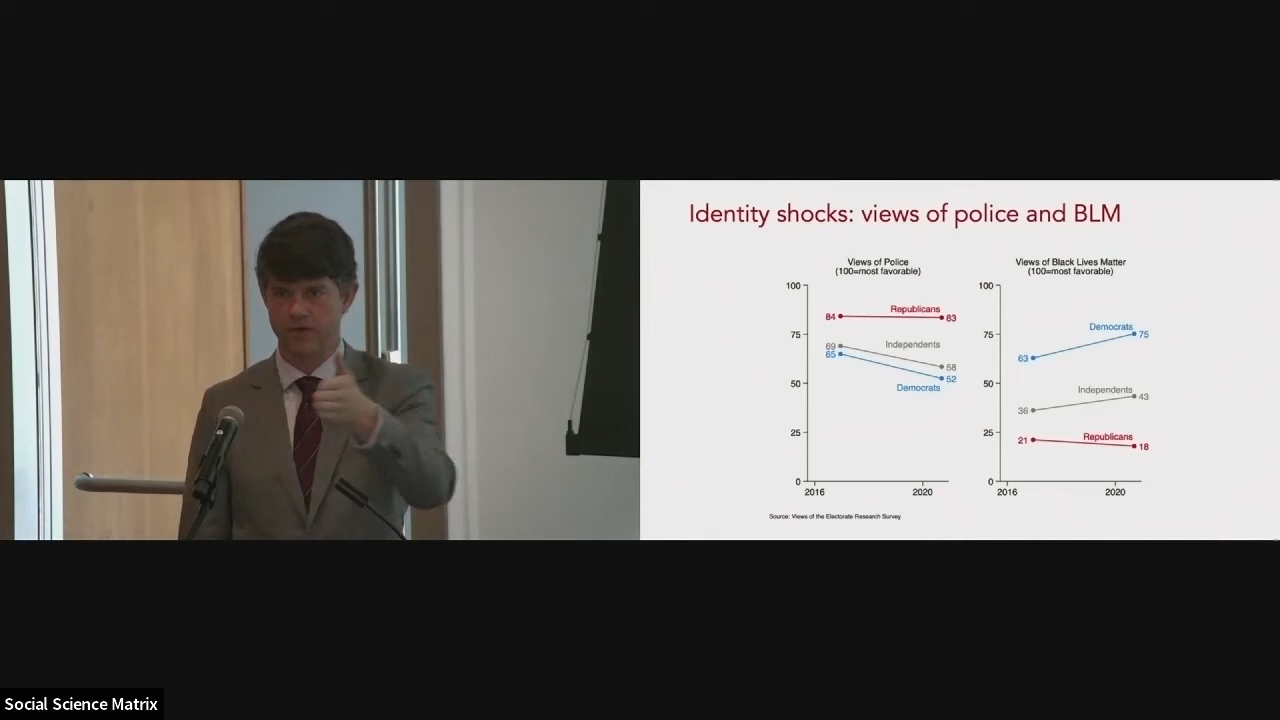 Identity shocks: views of police and BLM
Views of Police
(100=most favorable)
100
75
50
25
0
2016
2020
84
Republicans
83
69
65
Independents
58
52
Democrats
Views of Black Lives Matter
(100=most favorable)
100
75
50
25
0
2016
2020
Democrats
75
63
Independents
43
36
21
Republicans
18
Source: Views of the Electorate Research Survey
Social Science Matrix